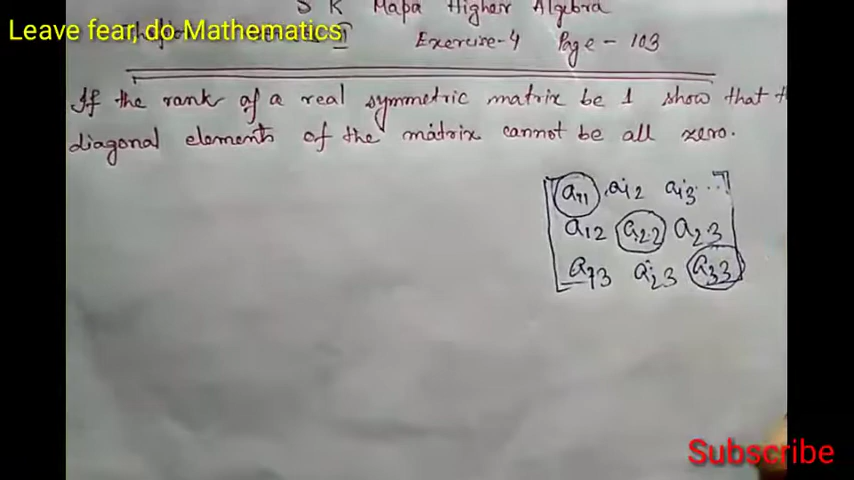 S K Mapa Higher Algebra
Leave fear, do Mathematics
Exercise-4 Page - 103
If the rank of a real symmetric matrix be 1 show that
diagonal elements of the matrix cannot be all zero.
a11 a12 a13 ..
a12 a22 a23
a13 a23 a33
Subscribe